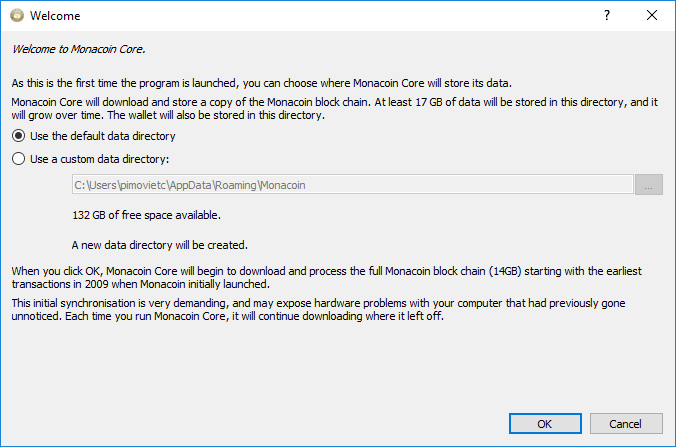 Welcome
Welcome to Monacoin Core.
As this is the first time the program is launched, you can choose where Monacoin Core will store its data.
Monacoin Core will download and store a copy of the Monacoin block chain. At least 17 GB of data will be stored in this directory, and it
will grow over time. The wallet will also be stored in this directory.
Use the default data directory
Use a custom data directory:
C:\Users\pimovietc\AppData\Roaming\Monacoin
...
132 GB of free space available.
A new data directory will be created.
When you click OK, Monacoin Core will begin to download and process the full Monacoin block chain (14GB) starting with the earliest
transactions in 2009 when Monacoin initially launched.
This initial synchronisation is very demanding, and may expose hardware problems with your computer that had previously gone
unnoticed. Each time you run Monacoin Core, it will continue downloading where it left off.
OK
Cancel